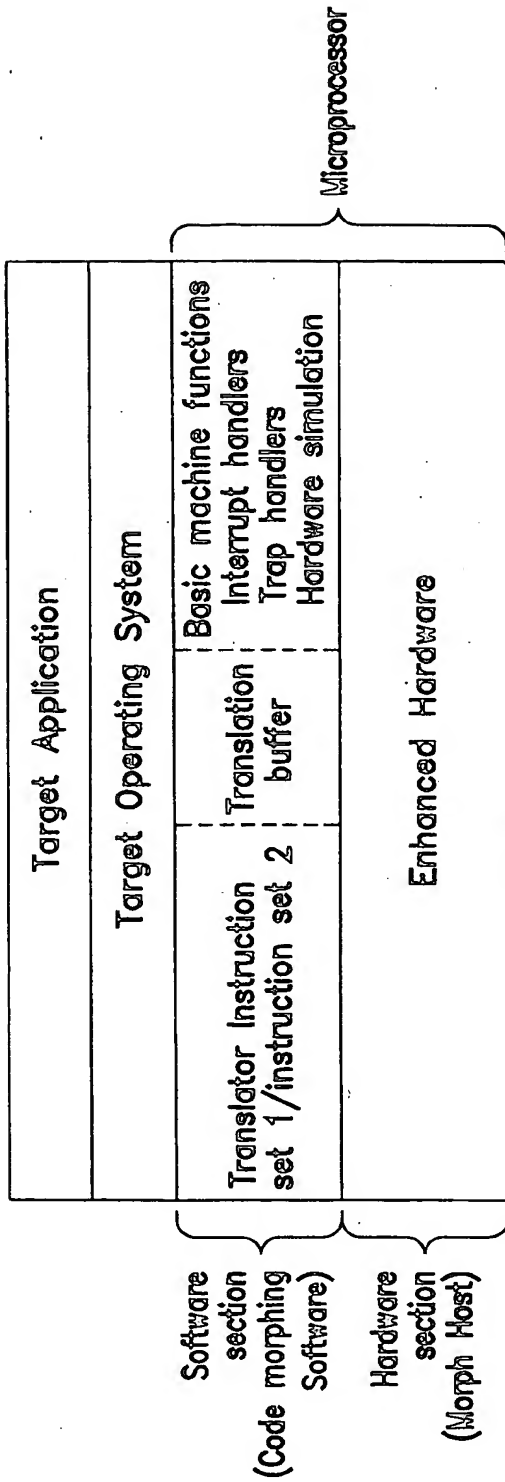 Target Application
Target Operating System
Software
section
(Code morphing
Software)
Translator Instruction
set 1/instruction set 2
Translation
buffer
Basic machine functions
Interrupt handlers
Trap handlers
Hardware simulation
Microprocessor
Hardware
section
(Morph Host)
Enhanced Hardware